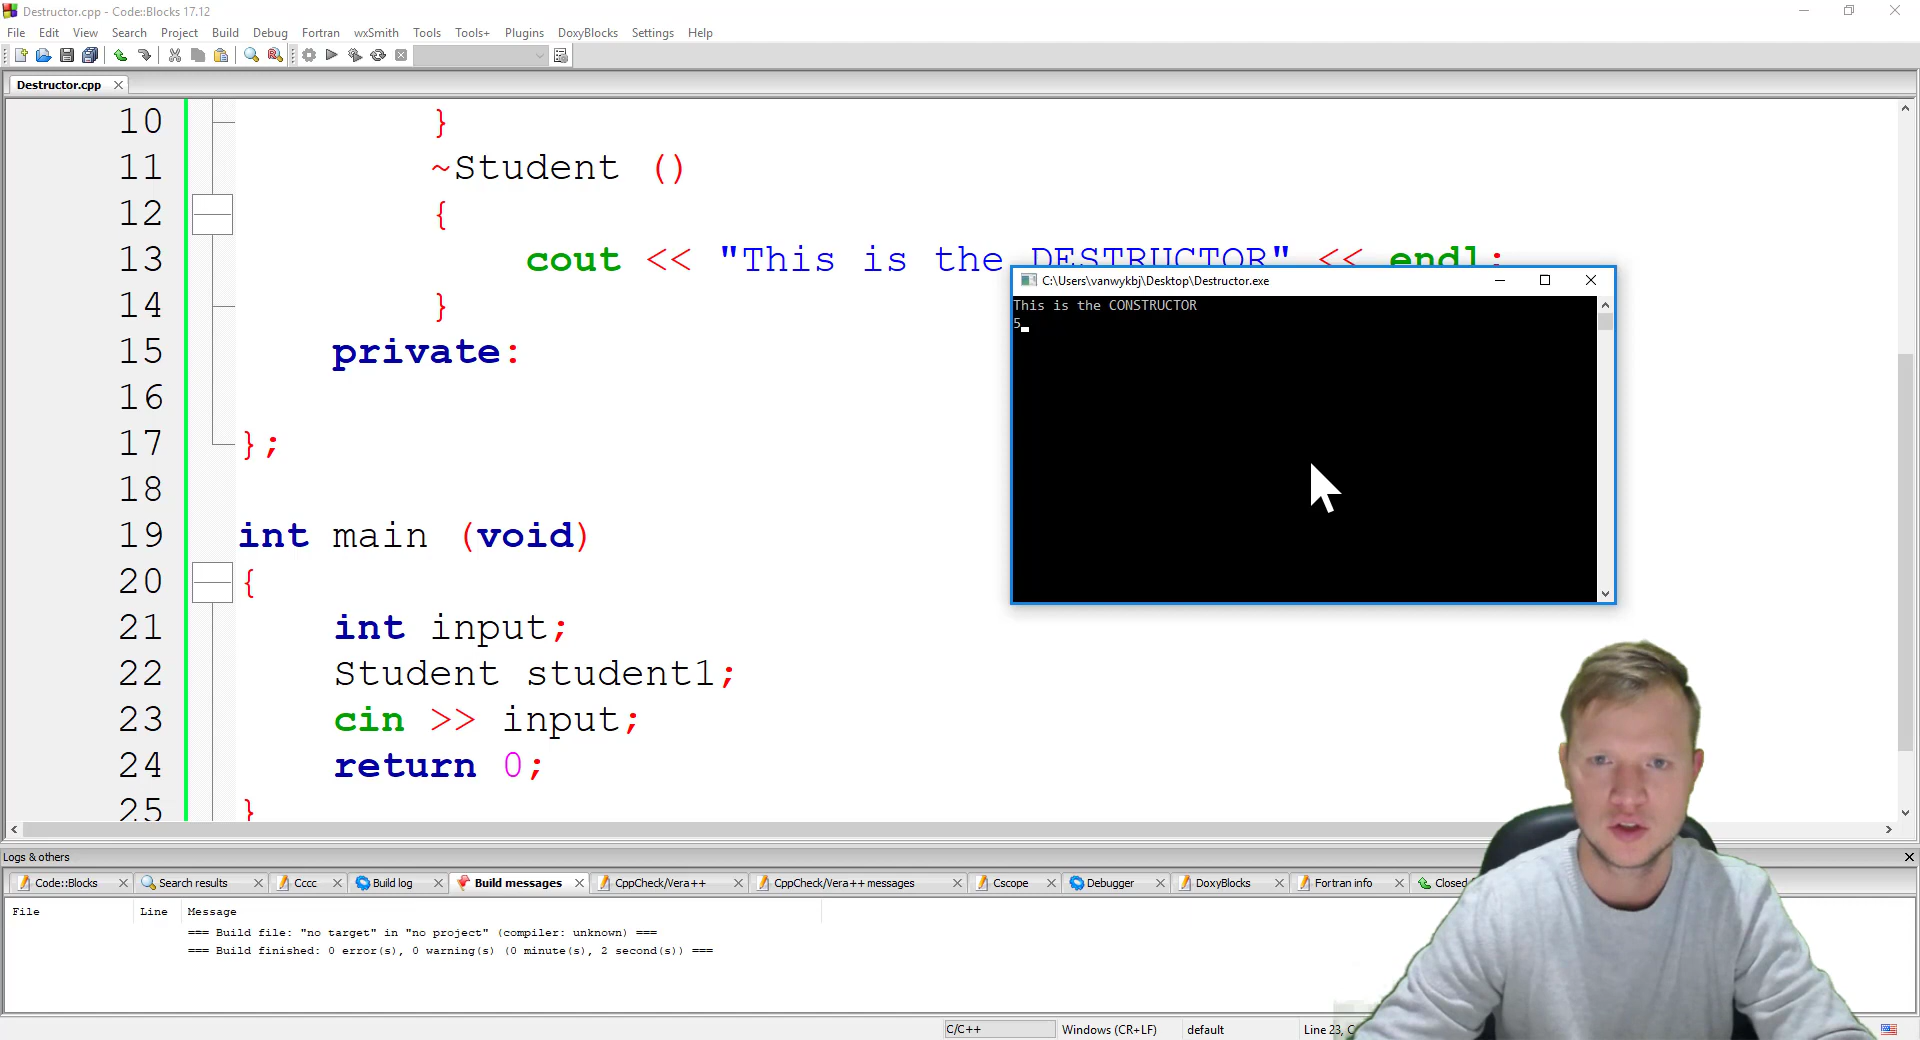 Destructor.cpp - Code::Blocks 17.12
File Edit View Search Project Build Debug Fortran wxSmith Tools Tools+ Plugins DoxyBlocks Settings Help
Destructor.cpp
10 }
11 ~Student ()
12 {
13 cout << "This is the DESTRUCTOR" << endl;
14 }
15 private:
16
17 };
18
19 int main (void)
20 {
21 int input;
22 Student student1;
23 cin >> input;
24 return 0;
25 }
C:\Users\vanwykbj\Desktop\Destructor.exe
This is the CONSTRUCTOR
5
Logs & others
Code::Blocks Search results Cccc Build log Build messages CppCheck/Vera++ CppCheck/Vera++ messages Cscope Debugger DoxyBlocks Fortran info Closed
File Line Message
=== Build file: "no target" in "no project" (compiler: unknown) ===
=== Build finished: 0 error(s), 0 warning(s) (0 minute(s), 2 second(s)) ===
C/C++ Windows (CR+LF) default Line 23, C